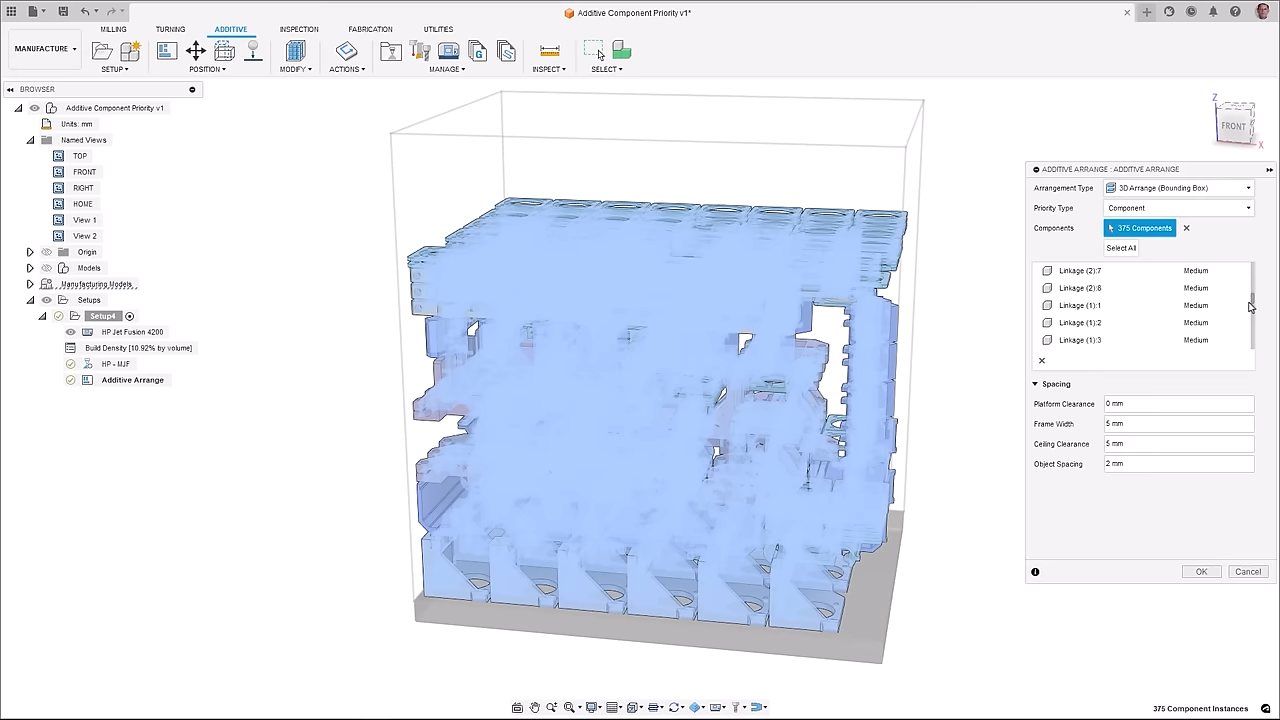 Additive Component Priority v1*
MANUFACTURE
MILLING
TURNING
ADDITIVE
INSPECTION
FABRICATION
UTILITIES
SETUP
POSITION
MODIFY
ACTIONS
MANAGE
INSPECT
SELECT
BROWSER
Additive Component Priority v1
Units: mm
Named Views
TOP
FRONT
RIGHT
HOME
View 1
View 2
Origin
Models
Manufacturing Models
Setups
Setup4
HP Jet Fusion 4200
Build Density [10.92% by volume]
HP - MJF
Additive Arrange
Z
FRONT
X
ADDITIVE ARRANGE : ADDITIVE ARRANGE
Arrangement Type 3D Arrange (Bounding Box)
Priority Type Component
Components 375 Components
Select All
Linkage (2):7 Medium
Linkage (2):8 Medium
Linkage (1):1 Medium
Linkage (1):2 Medium
Linkage (1):3 Medium
Spacing
Platform Clearance 0 mm
Frame Width 5 mm
Ceiling Clearance 5 mm
Object Spacing 2 mm
OK Cancel
375 Component Instances